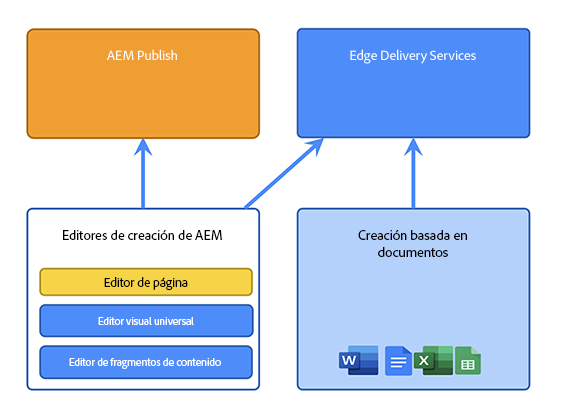 AEM Publish
Edge Delivery Services
Editores de creación de AEM
Editor de página
Editor visual universal
Editor de fragmentos de contenido
Creación basada en
documentos
W
X